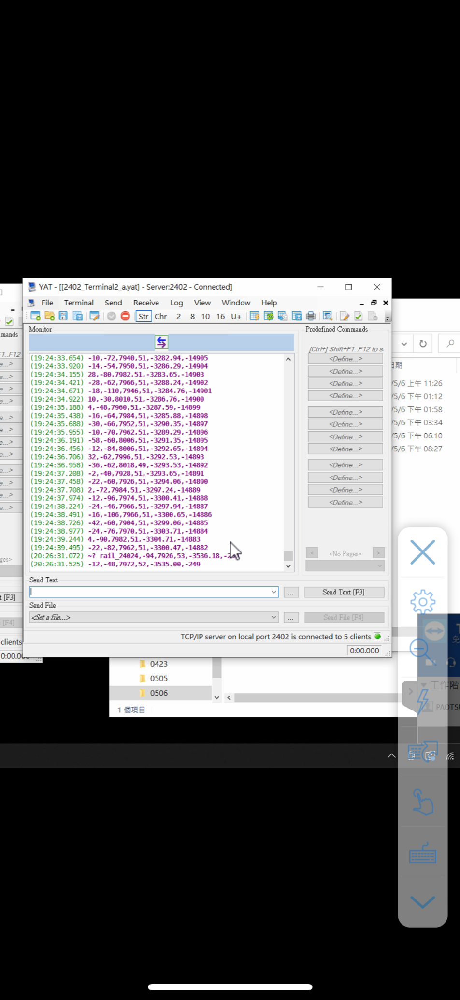 YAT - [[2402_Terminal2_a.yat] - Server:2402 - Connected]
File Terminal Send Receive Log View Window Help
Str Chr 2 8 10 16 U+
Monitor
(19:24:33.654) -10,-72,7940,51,-3282.94,-14905
(19:24:33.920) -14,-54,7950,51,-3286.29,-14904
(19:24:34.155) 28,-80,7982,51,-3283.65,-14903
(19:24:34.421) -28,-62,7966,51,-3288.24,-14902
(19:24:34.671) -18,-110,7946,51,-3284.76,-14901
(19:24:34.922) 10,-30,8010,51,-3286.76,-14900
(19:24:35.188) 4,-48,7960,51,-3287.59,-14899
(19:24:35.438) -16,-64,7984,51,-3285.88,-14898
(19:24:35.688) -30,-66,7952,51,-3290.35,-14897
(19:24:35.955) -10,-70,7962,51,-3289.29,-14896
(19:24:36.191) -58,-60,8006,51,-3291.35,-14895
(19:24:36.456) -12,-84,8006,51,-3292.65,-14894
(19:24:36.706) 32,-62,7996,51,-3292.53,-14893
(19:24:36.958) -36,-62,8018,49,-3293.53,-14892
(19:24:37.208) -2,-40,7928,51,-3293.65,-14891
(19:24:37.458) -22,-60,7926,51,-3294.06,-14890
(19:24:37.708) 2,-72,7984,51,-3297.24,-14889
(19:24:37.974) -12,-96,7974,51,-3300.41,-14888
(19:24:38.224) -24,-46,7966,51,-3297.94,-14887
(19:24:38.491) -16,-106,7966,51,-3300.65,-14886
(19:24:38.726) -42,-60,7904,51,-3299.06,-14885
(19:24:38.977) -24,-76,7970,51,-3303.71,-14884
(19:24:39.244) 4,-90,7982,51,-3304.71,-14883
(19:24:39.495) -22,-82,7962,51,-3300.47,-14882
(20:26:31.072) ~? rail_24024,-94,7926,53,-3536.18,
(20:26:31.525) -12,-48,7972,52,-3535.00,-249
Predefined Commands
[Ctrl+] Shift+F1..F12 to s
<Define...>
<Define...>
<Define...>
<Define...>
<Define...>
<Define...>
<Define...>
<Define...>
<Define...>
<Define...>
<Define...>
<Define...>
< <No Pages> >
Send Text
... Send Text [F3]
Send File
<Set a file...> ... Send File [F4]
TCP/IP server on local port 2402 is connected to 5 clients
0:00.000
mands
F1..F12
e...>
e...>
e...>
e...>
e...>
e...>
e...>
e...>
e...>
e...>
e...>
e...>
ges>
t [F3]
[F4]
clients
0:00.0
日期
/5/6 上午 11:26
/5/6 下午 01:12
/5/6 下午 01:58
/5/6 下午 03:34
/5/6 下午 06:10
/5/6 下午 08:27
0423
0505
0506
1 個項目
免
工作階
PAOTSU